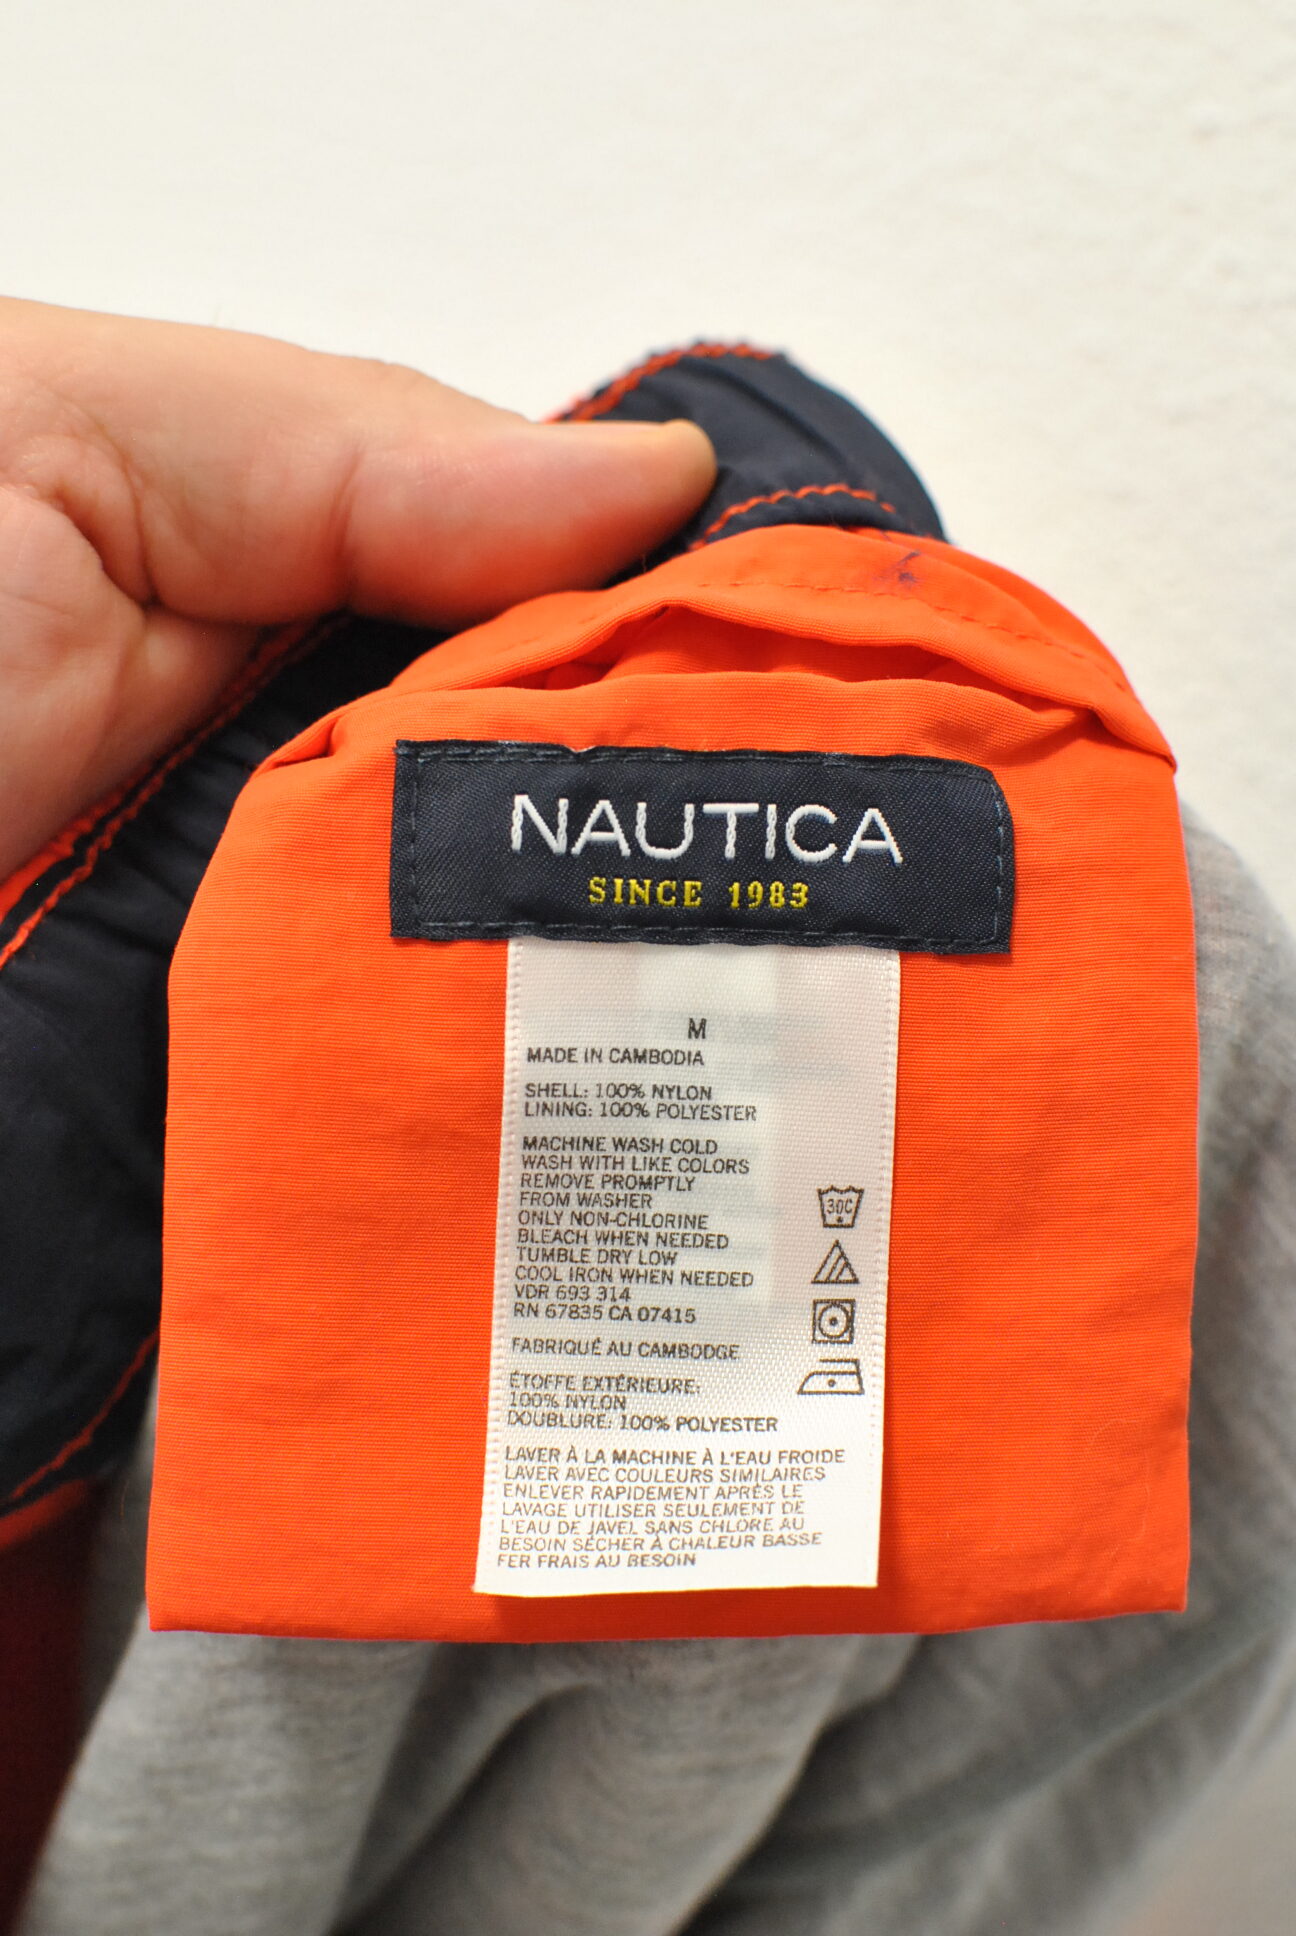 NAUTICA
SINCE 1983
M
MADE IN CAMBODIA
SHELL: 100% NYLON
LINING: 100% POLYESTER
MACHINE WASH COLD
WASH WITH LIKE COLORS
REMOVE PROMPTLY
FROM WASHER
ONLY NON-CHLORINE
BLEACH WHEN NEEDED
TUMBLE DRY LOW
COOL IRON WHEN NEEDED
VDR 693 314
RN 67835 CA 07415
30C
FABRIQUÉ AU CAMBODGE
ÉTOFFE EXTÉRIEURE:
100% NYLON
DOUBLURE: 100% POLYESTER
LAVER À LA MACHINE À L'EAU FROIDE
LAVER AVEC COULEURS SIMILAIRES
ENLEVER RAPIDEMENT APRÈS LE
LAVAGE UTILISER SEULEMENT DE
L'EAU DE JAVEL SANS CHLORE AU
BESOIN SÉCHER À CHALEUR BASSE
FER FRAIS AU BESOIN